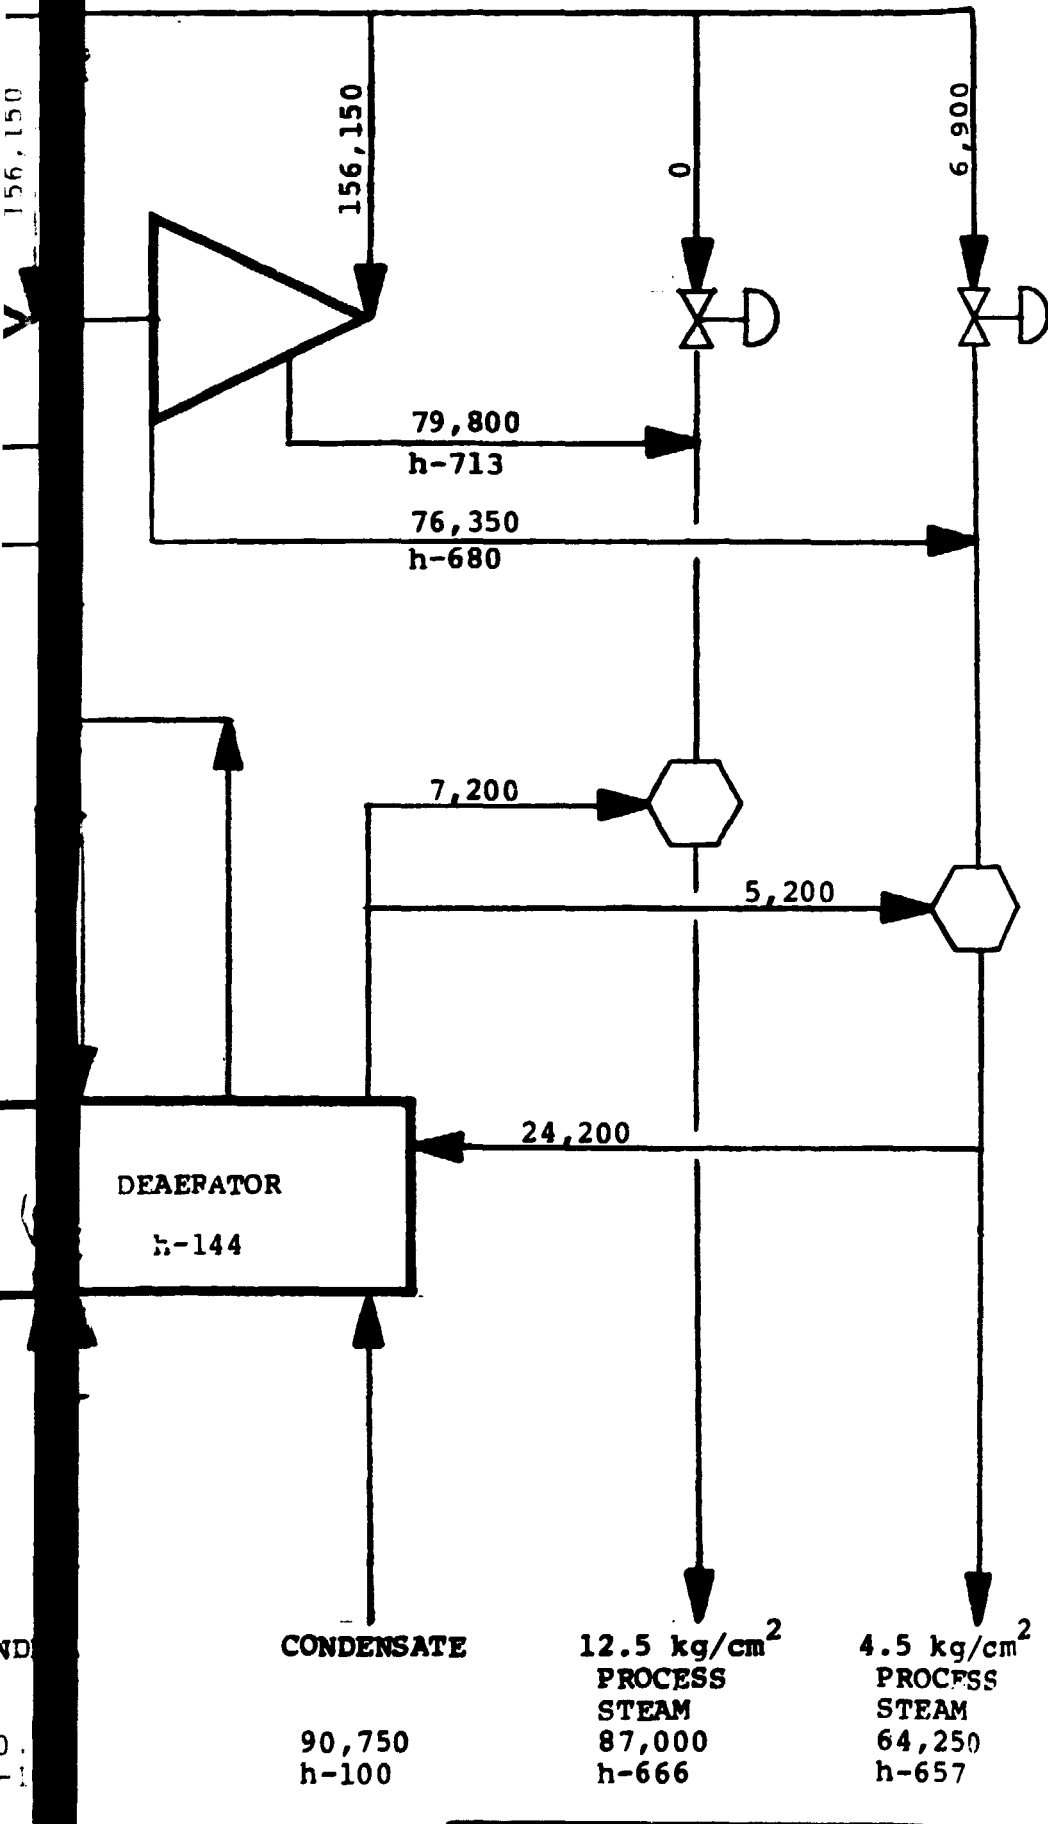 156,150
156,150
0
6,900
79,800
h-713
76,350
h-680
7,200
5,200
24,200
DEAERATOR
h-144
CONDENSATE
90,750
h-100
12.5 kg/cm²
PROCESS
STEAM
87,000
h-666
4.5 kg/cm²
PROCESS
STEAM
64,250
h-657